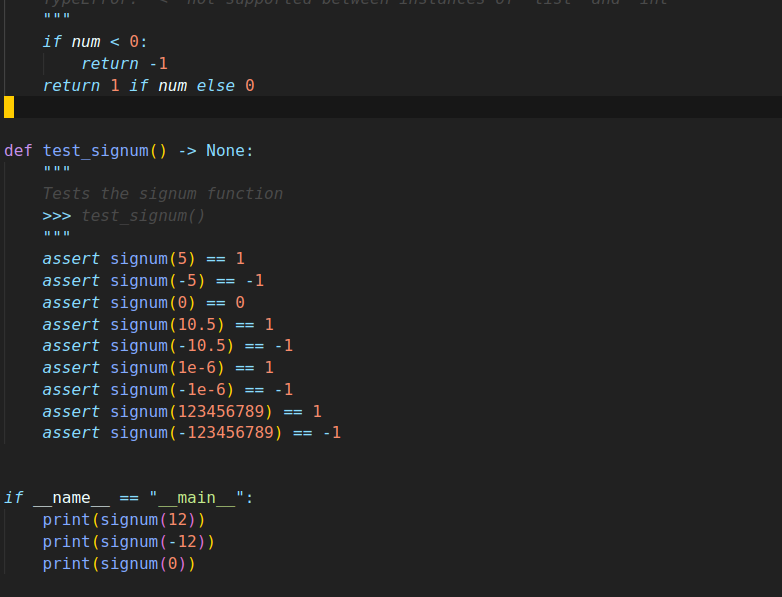 TypeError: '<' not supported between instances of 'list' and 'int'
    """
    if num < 0:
        return -1
    return 1 if num else 0
def test_signum() -> None:
    """
    Tests the signum function
    >>> test_signum()
    """
    assert signum(5) == 1
    assert signum(-5) == -1
    assert signum(0) == 0
    assert signum(10.5) == 1
    assert signum(-10.5) == -1
    assert signum(1e-6) == 1
    assert signum(-1e-6) == -1
    assert signum(123456789) == 1
    assert signum(-123456789) == -1
if __name__ == "__main__":
    print(signum(12))
    print(signum(-12))
    print(signum(0))